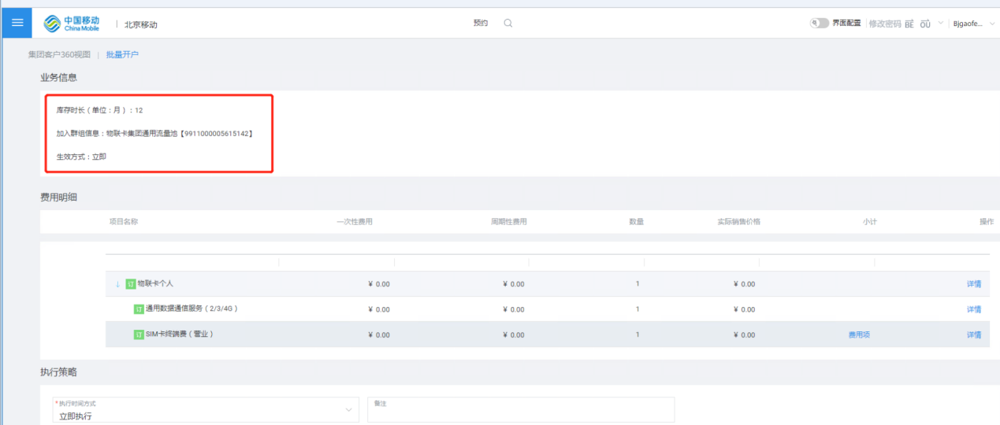 中国移动
China Mobile
北京移动
预约
界面配置
修改密码
BĖ
OÜ
Bjgaofe...
集团客户360视图 | 批量开户
业务信息
库存时长（单位：月）：12
加入群组信息：物联卡集团通用流量池【9911000005615142】
生效方式：立即
费用明细
项目名称 一次性费用 周期性费用 数量 实际销售价格 小计 操作
↓ 订 物联卡个人 ¥ 0.00 ¥ 0.00 1 ¥ 0.00 详情
订 通用数据通信服务（2/3/4G） ¥ 0.00 ¥ 0.00 1 ¥ 0.00 详情
订 SIM卡终端费（营业） ¥ 0.00 ¥ 0.00 1 ¥ 0.00 费用项 详情
执行策略
*执行时间方式
立即执行
备注